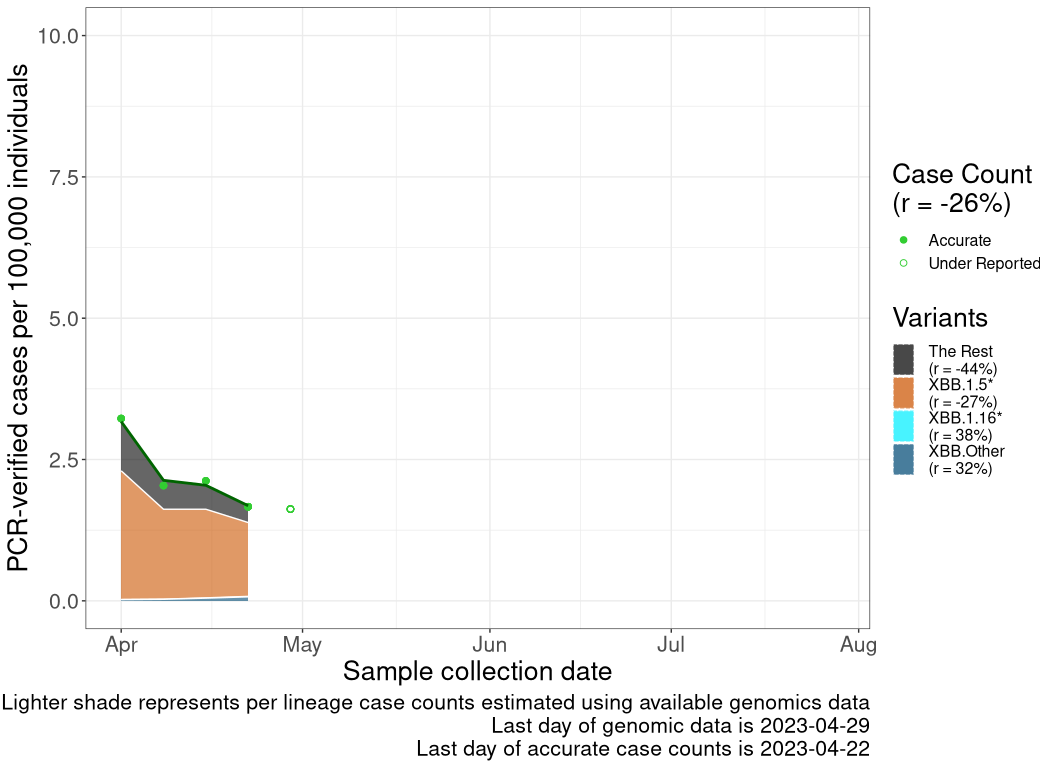 PCR-verified cases per 100,000 individuals
10.0
7.5
5.0
2.5
0.0
Apr
May
Jun
Jul
Aug
Sample collection date
Lighter shade represents per lineage case counts estimated using available genomics data
Last day of genomic data is 2023-04-29
Last day of accurate case counts is 2023-04-22
Case Count
(r = -26%)
Accurate
Under Reported
Variants
The Rest
(r = -44%)
XBB.1.5*
(r = -27%)
XBB.1.16*
(r = 38%)
XBB.Other
(r = 32%)